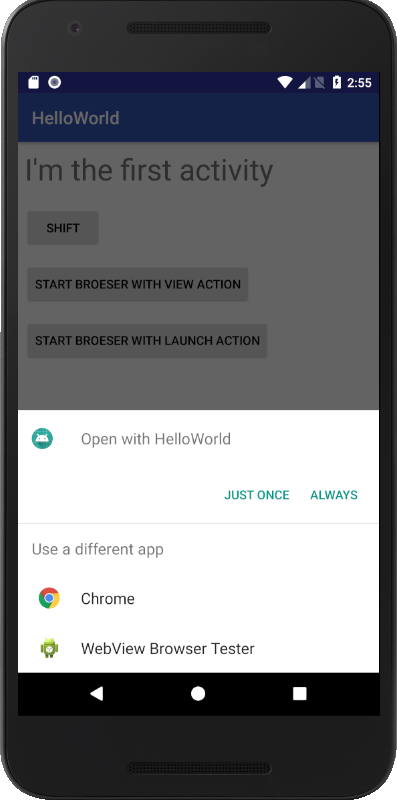 2:55
HelloWorld
I'm the first activity
SHIFT
START BROESER WITH VIEW ACTION
START BROESER WITH LAUNCH ACTION
Open with HelloWorld
JUST ONCE ALWAYS
Use a different app
Chrome
WebView Browser Tester